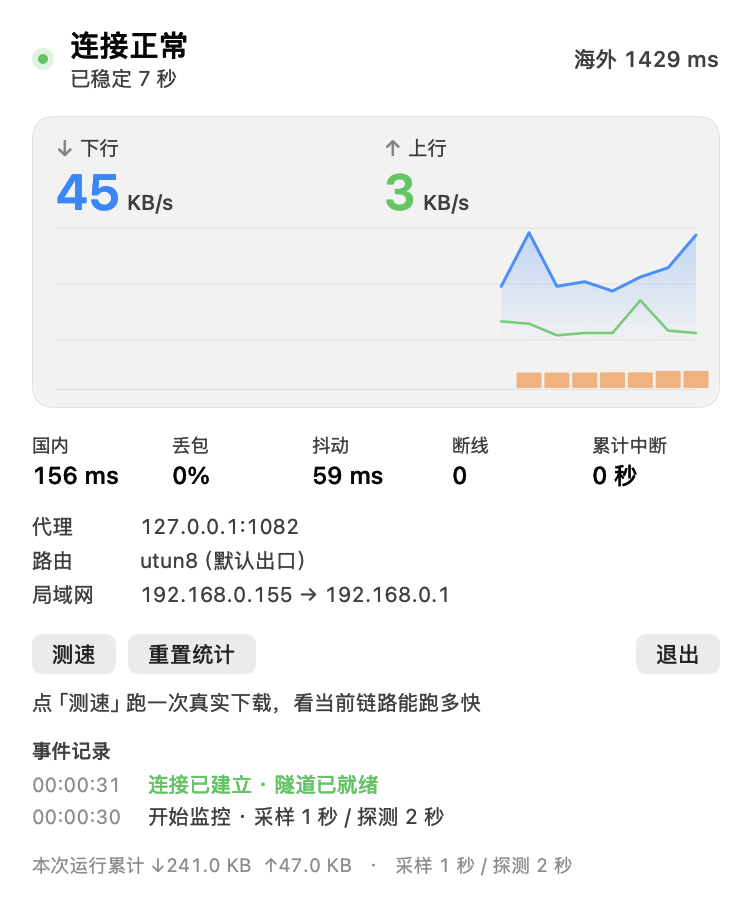 连接正常
已稳定 7 秒
海外 1429 ms
↓ 下行
↑ 上行
45 KB/s
3 KB/s
国内 丢包 抖动 断线 累计中断
156 ms 0% 59 ms 0 0 秒
代理 127.0.0.1:1082
路由 utun8 (默认出口)
局域网 192.168.0.155 → 192.168.0.1
测速 重置统计 退出
点「测速」跑一次真实下载，看当前链路能跑多快
事件记录
00:00:31 连接已建立 · 隧道已就绪
00:00:30 开始监控 · 采样 1 秒 / 探测 2 秒
本次运行累计 ↓241.0 KB ↑47.0 KB · 采样 1 秒 / 探测 2 秒